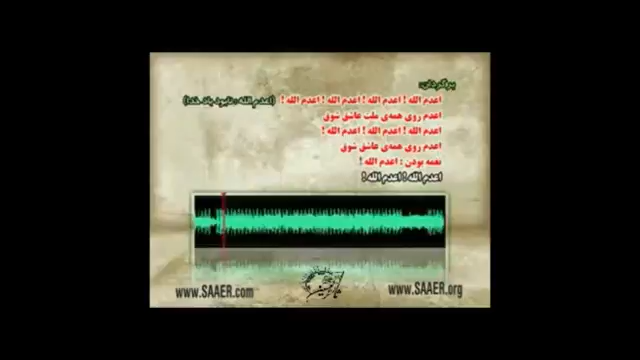 برگردان:
اعدم الله ! اعدم الله ! اعدم الله ! اعدم الله ! (اعدم الله : نابود باد خدا)
اعدم روی همه‌ی ملت عاشق شوق
اعدم الله ! اعدم الله ! اعدم الله !
اعدم روی همه‌ی عاشق شوق
نغمه بودن : اعدم الله !
اعدم الله ! اعدم الله !
www.SAAER.com
www.SAAER.org